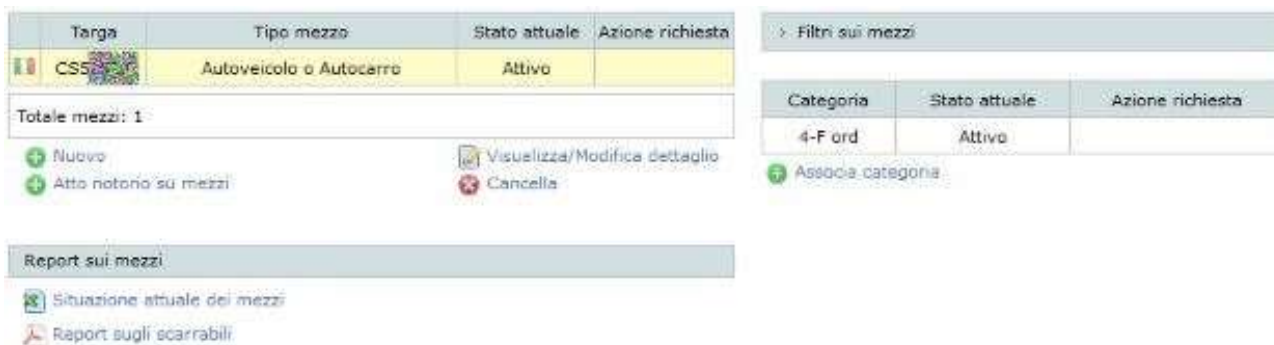 Targa Tipo mezzo Stato attuale Azione richiesta
CS5 Autoveicolo o Autocarro Attivo
Totale mezzi: 1
Nuovo Visualizza/Modifica dettaglio
Atto notorio su mezzi Cancella
Report sui mezzi
Situazione attuale dei mezzi
Report sugli scarrabili
› Filtri sui mezzi
Categoria Stato attuale Azione richiesta
4-F ord Attivo
Associa categoria